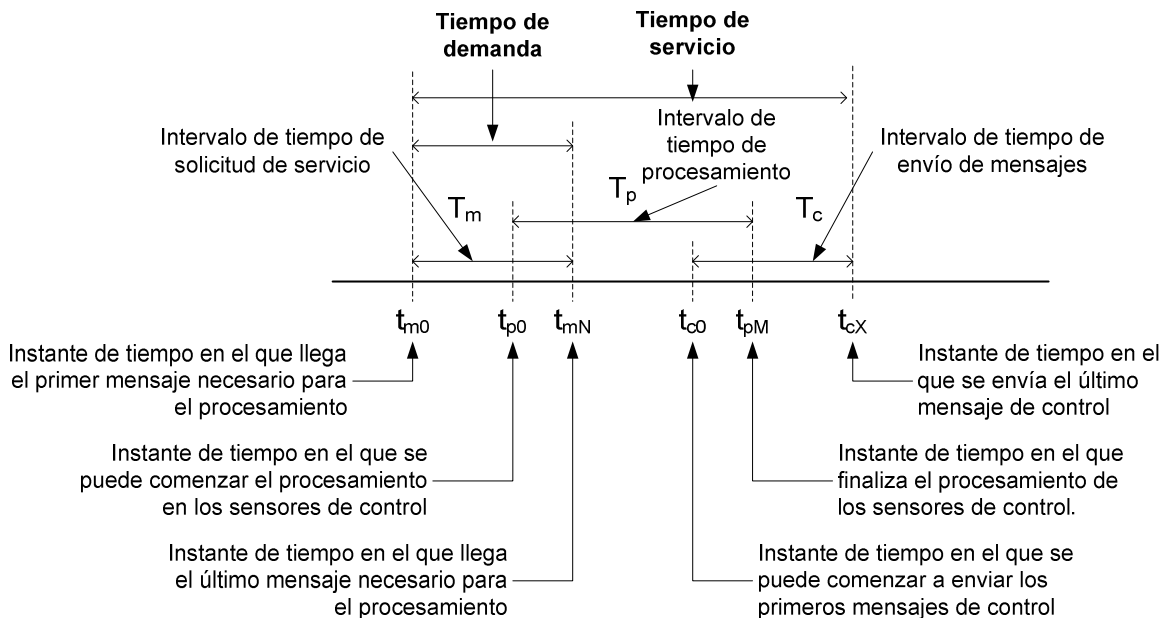 Tiempo de
demanda
Tiempo de
servicio
Intervalo de tiempo de
solicitud de servicio
Intervalo de
tiempo de
procesamiento
Intervalo de tiempo de
envío de mensajes
Tm
Tp
Tc
tm0
tp0
tmN
tc0
tpM
tcX
Instante de tiempo en el que llega
el primer mensaje necesario para
el procesamiento
Instante de tiempo en el
que se envía el último
mensaje de control
Instante de tiempo en el que se
puede comenzar el procesamiento
en los sensores de control
Instante de tiempo en el que
finaliza el procesamiento de
los sensores de control.
Instante de tiempo en el que llega
el último mensaje necesario para
el procesamiento
Instante de tiempo en el que se
puede comenzar a enviar los
primeros mensajes de control